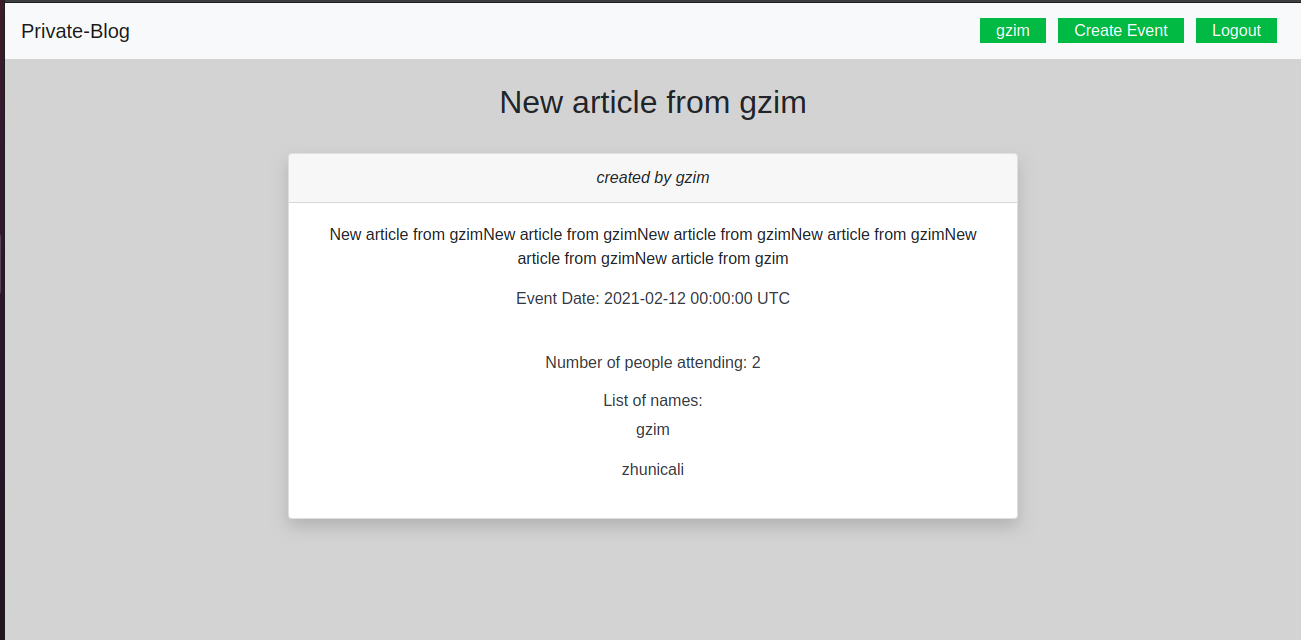 Private-Blog
gzim
Create Event
Logout
New article from gzim
created by gzim
New article from gzimNew article from gzimNew article from gzimNew article from gzimNew
article from gzimNew article from gzim
Event Date: 2021-02-12 00:00:00 UTC
Number of people attending: 2
List of names:
gzim
zhunicali